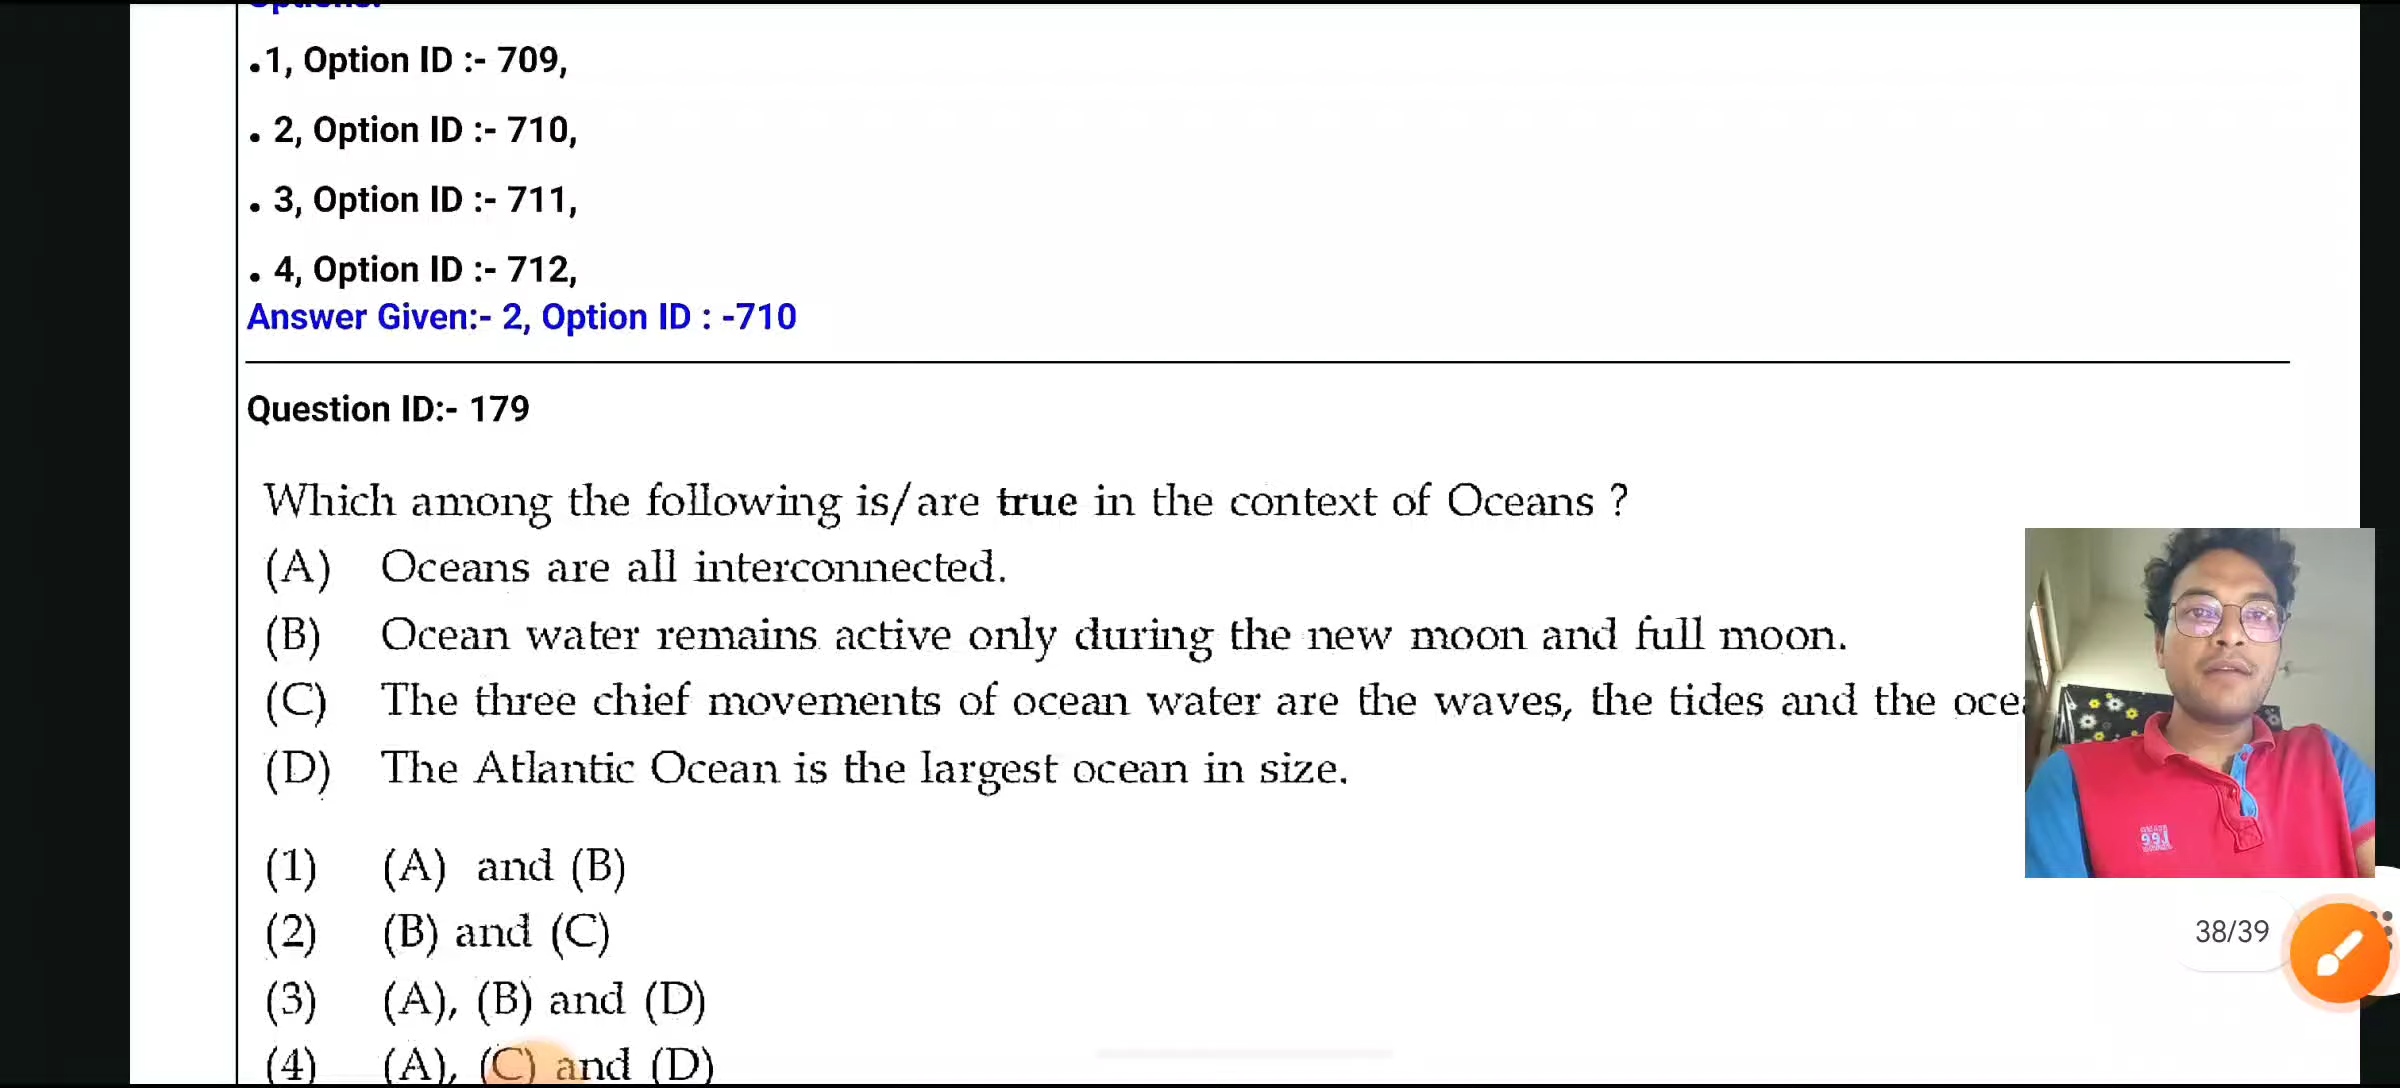 .1, Option ID :- 709,
. 2, Option ID :- 710,
. 3, Option ID :- 711,
. 4, Option ID :- 712,
Answer Given:- 2, Option ID : -710
Question ID:- 179
Which among the following is/are true in the context of Oceans ?
(A) Oceans are all interconnected.
(B) Ocean water remains active only during the new moon and full moon.
(C) The three chief movements of ocean water are the waves, the tides and the
(D) The Atlantic Ocean is the largest ocean in size.
(1) (A) and (B)
(2) (B) and (C)
(3) (A), (B) and (D)
(4) (A), (C) and (D)
38/39